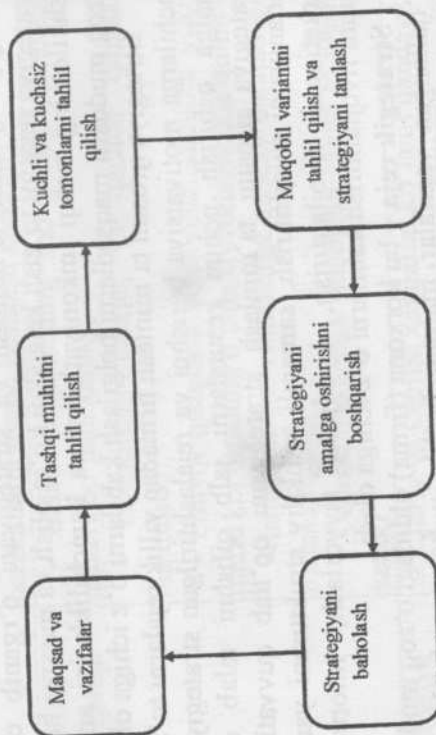 Maqsad va
vazifalar
Tashqi muhitni
tahlil qilish
Kuchli va kuchsiz
tomonlarni tahlil
qilish
Muqobil variantni
tahlil qilish va
strategiyani tanlash
Strategiyani
amalga oshirishni
boshqarish
Strategiyani
baholash